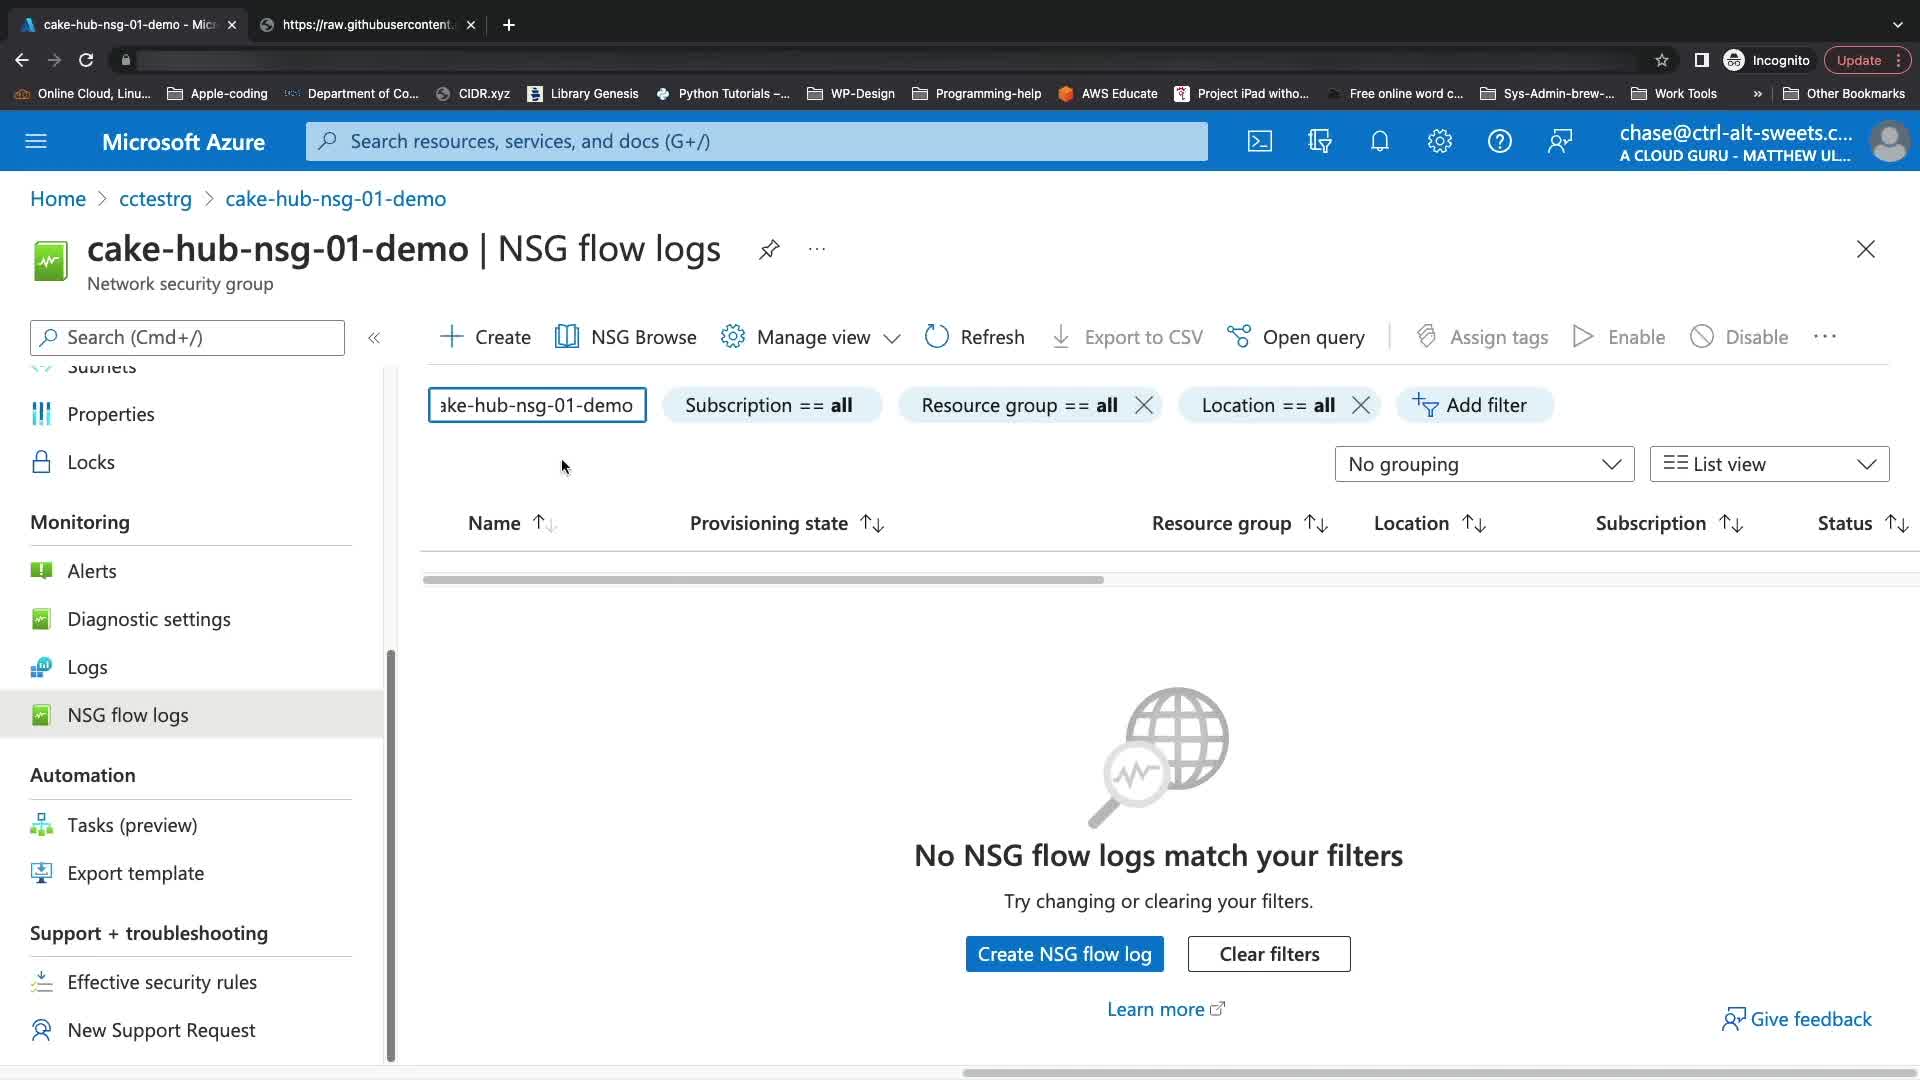 cake-hub-nsg-01-demo - Mic
https://raw.githubusercontent.
Incognito
Update
Online Cloud, Linu...
Apple-coding
Department of Co...
CIDR.xyz
Library Genesis
Python Tutorials –...
WP-Design
Programming-help
AWS Educate
Project iPad witho...
Free online word c...
Sys-Admin-brew-...
Work Tools
»
Other Bookmarks
Microsoft Azure
Search resources, services, and docs (G+/)
chase@ctrl-alt-sweets.c...
A CLOUD GURU - MATTHEW UL...
Home > cctestrg > cake-hub-nsg-01-demo
cake-hub-nsg-01-demo | NSG flow logs
...
Network security group
Search (Cmd+/)
«
Create
NSG Browse
Manage view
Refresh
Export to CSV
Open query
Assign tags
Enable
Disable
...
Subnets
Properties
Locks
Monitoring
Alerts
Diagnostic settings
Logs
NSG flow logs
Automation
Tasks (preview)
Export template
Support + troubleshooting
Effective security rules
New Support Request
ake-hub-nsg-01-demo
Subscription == all
Resource group == all
Location == all
Add filter
No grouping
List view
Name
Provisioning state
Resource group
Location
Subscription
Status
No NSG flow logs match your filters
Try changing or clearing your filters.
Create NSG flow log
Clear filters
Learn more
Give feedback